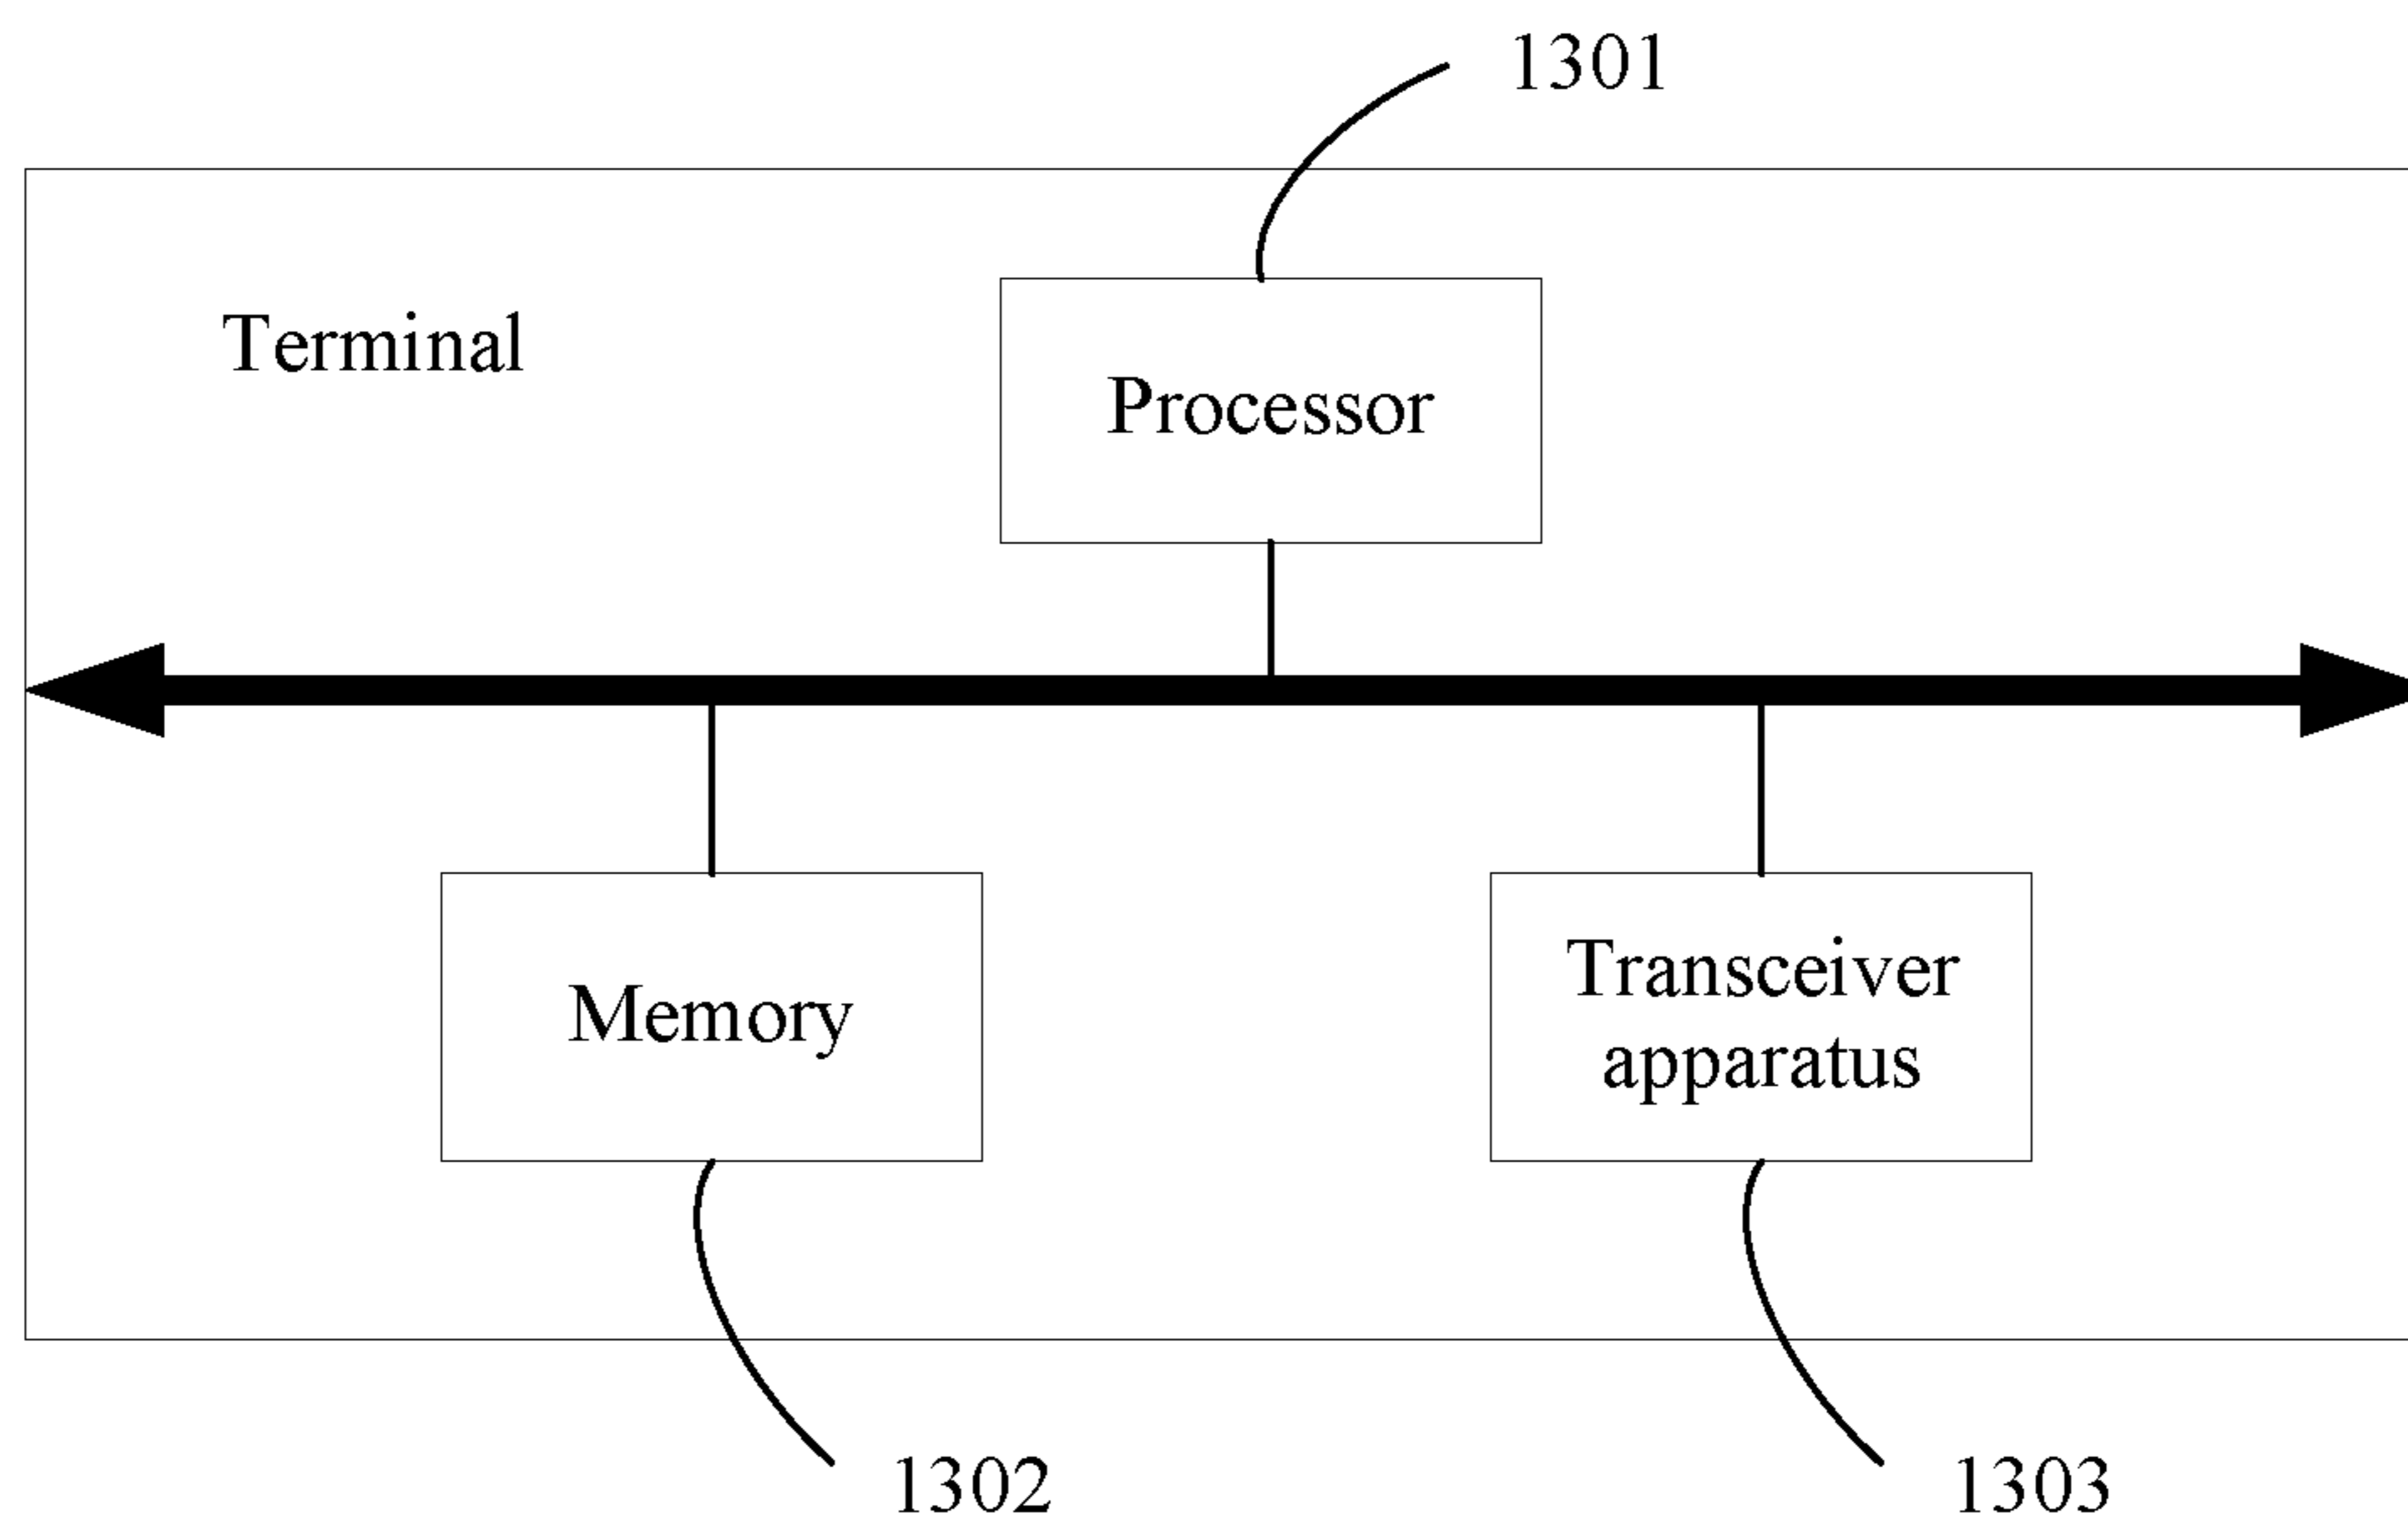 1301
Terminal
Processor
Memory
Transceiver
apparatus
1302
1303